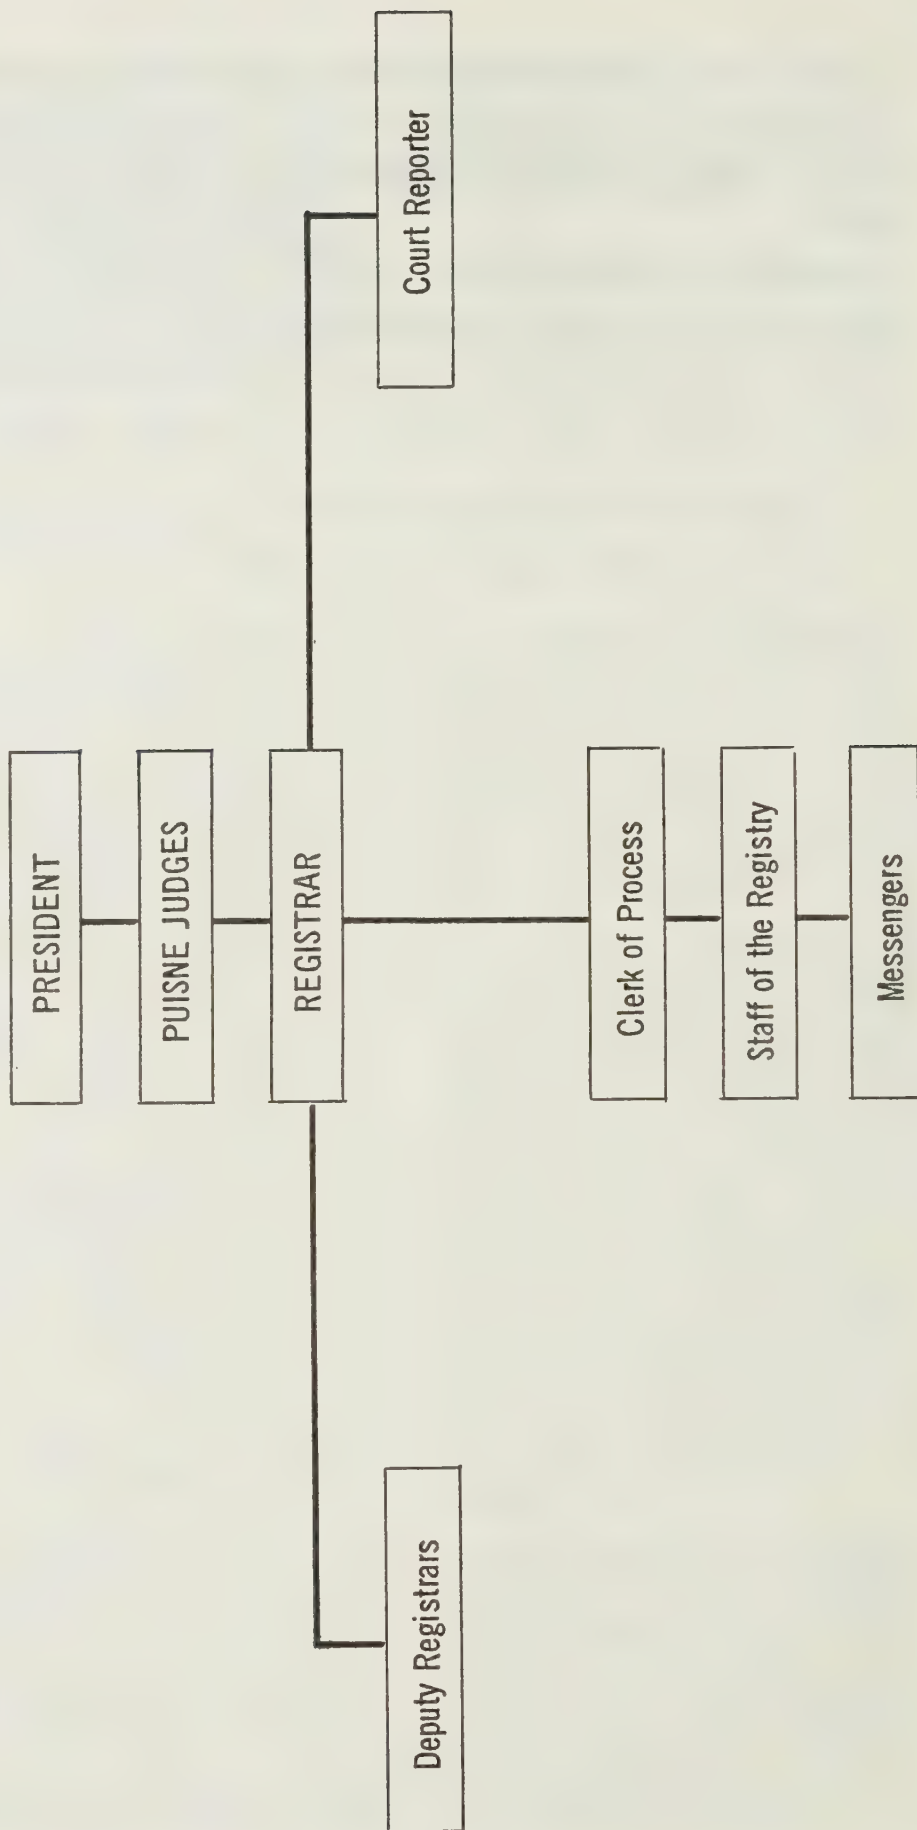 PRESIDENT
PUISNE JUDGES
REGISTRAR
Deputy Registrars
Court Reporter
Clerk of Process
Staff of the Registry
Messengers